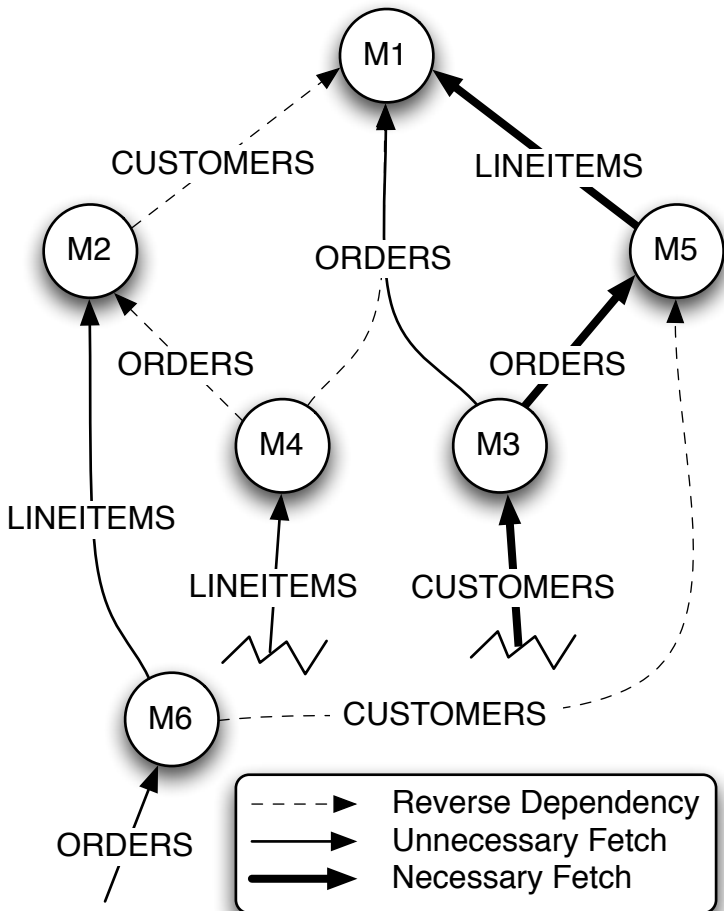 M1
CUSTOMERS
LINEITEMS
M2
ORDERS
M5
ORDERS
ORDERS
M4
M3
LINEITEMS
LINEITEMS
CUSTOMERS
M6
CUSTOMERS
ORDERS
Reverse Dependency
Unnecessary Fetch
Necessary Fetch